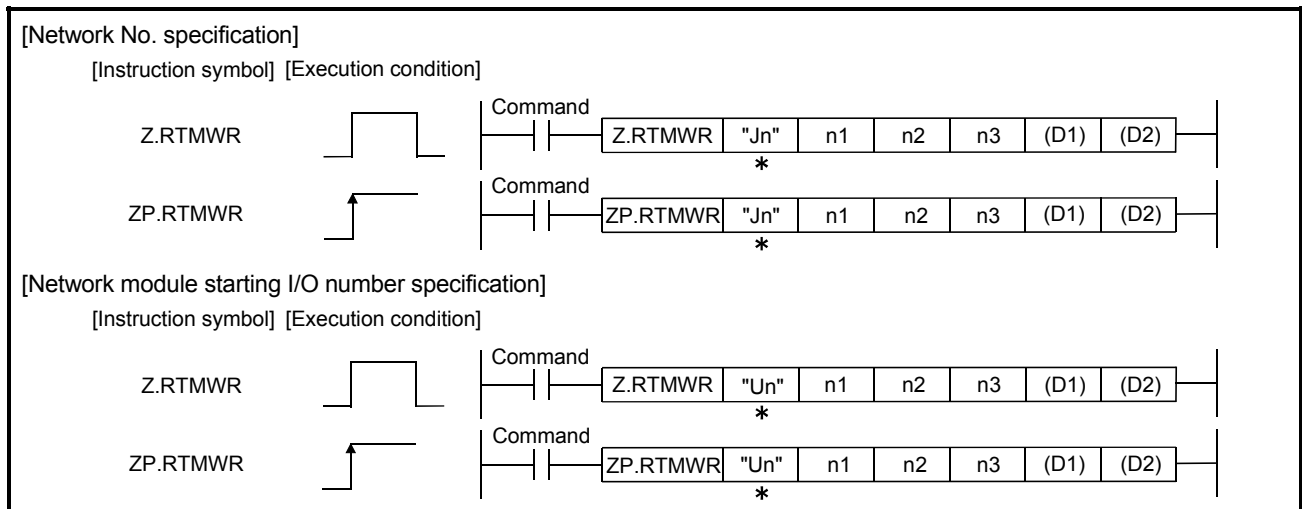 [Network No. specification]
[Instruction symbol] [Execution condition]
Command
Z.RTMWR Z.RTMWR "Jn" n1 n2 n3 (D1) (D2)
*
Command
ZP.RTMWR ZP.RTMWR "Jn" n1 n2 n3 (D1) (D2)
*
[Network module starting I/O number specification]
[Instruction symbol] [Execution condition]
Command
Z.RTMWR Z.RTMWR "Un" n1 n2 n3 (D1) (D2)
*
Command
ZP.RTMWR ZP.RTMWR "Un" n1 n2 n3 (D1) (D2)
*